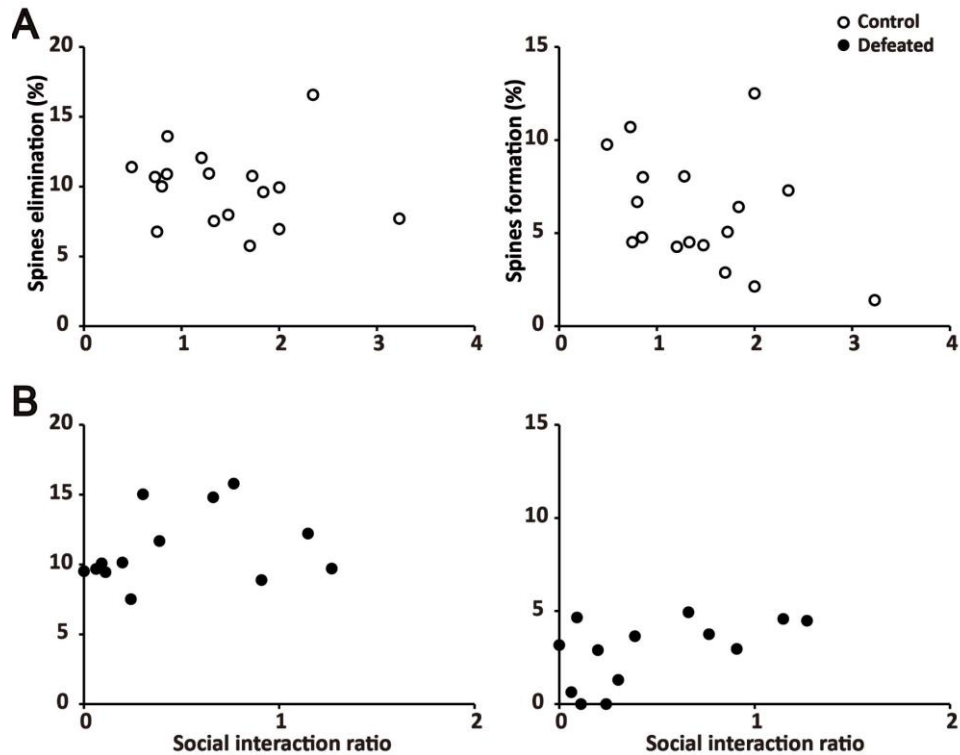 A
Control
Defeated
Spines elimination (%)
20
15
10
5
0
0 1 2 3 4
Spines formation (%)
15
10
5
0
0 1 2 3 4
B
20
15
10
5
0
0 1 2
Social interaction ratio
15
10
5
0
0 1 2
Social interaction ratio